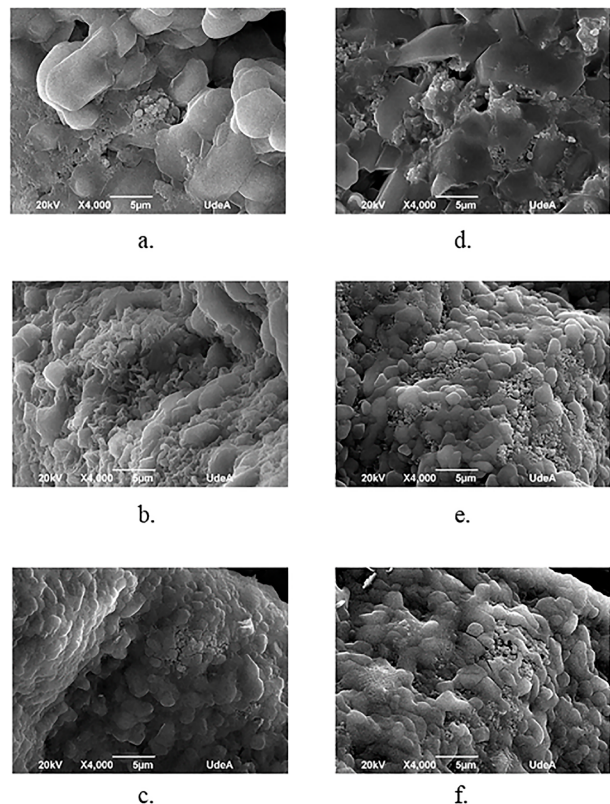 20kV X4,000 5μm UdeA
20kV X4,000 5μm UdeA
a.
d.
20kV X4,000 5μm UdeA
20kV X4,000 5μm UdeA
b.
e.
20kV X4,000 5μm UdeA
20kV X4,000 5μm UdeA
c.
f.